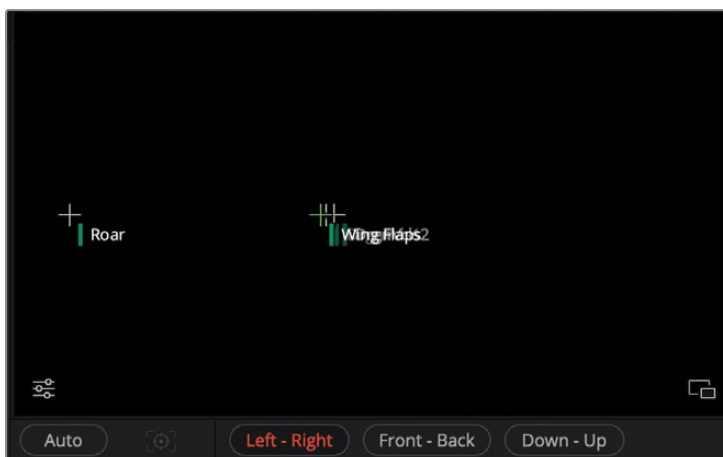 Roar
Wing Flaps
Auto
Left - Right
Front - Back
Down - Up